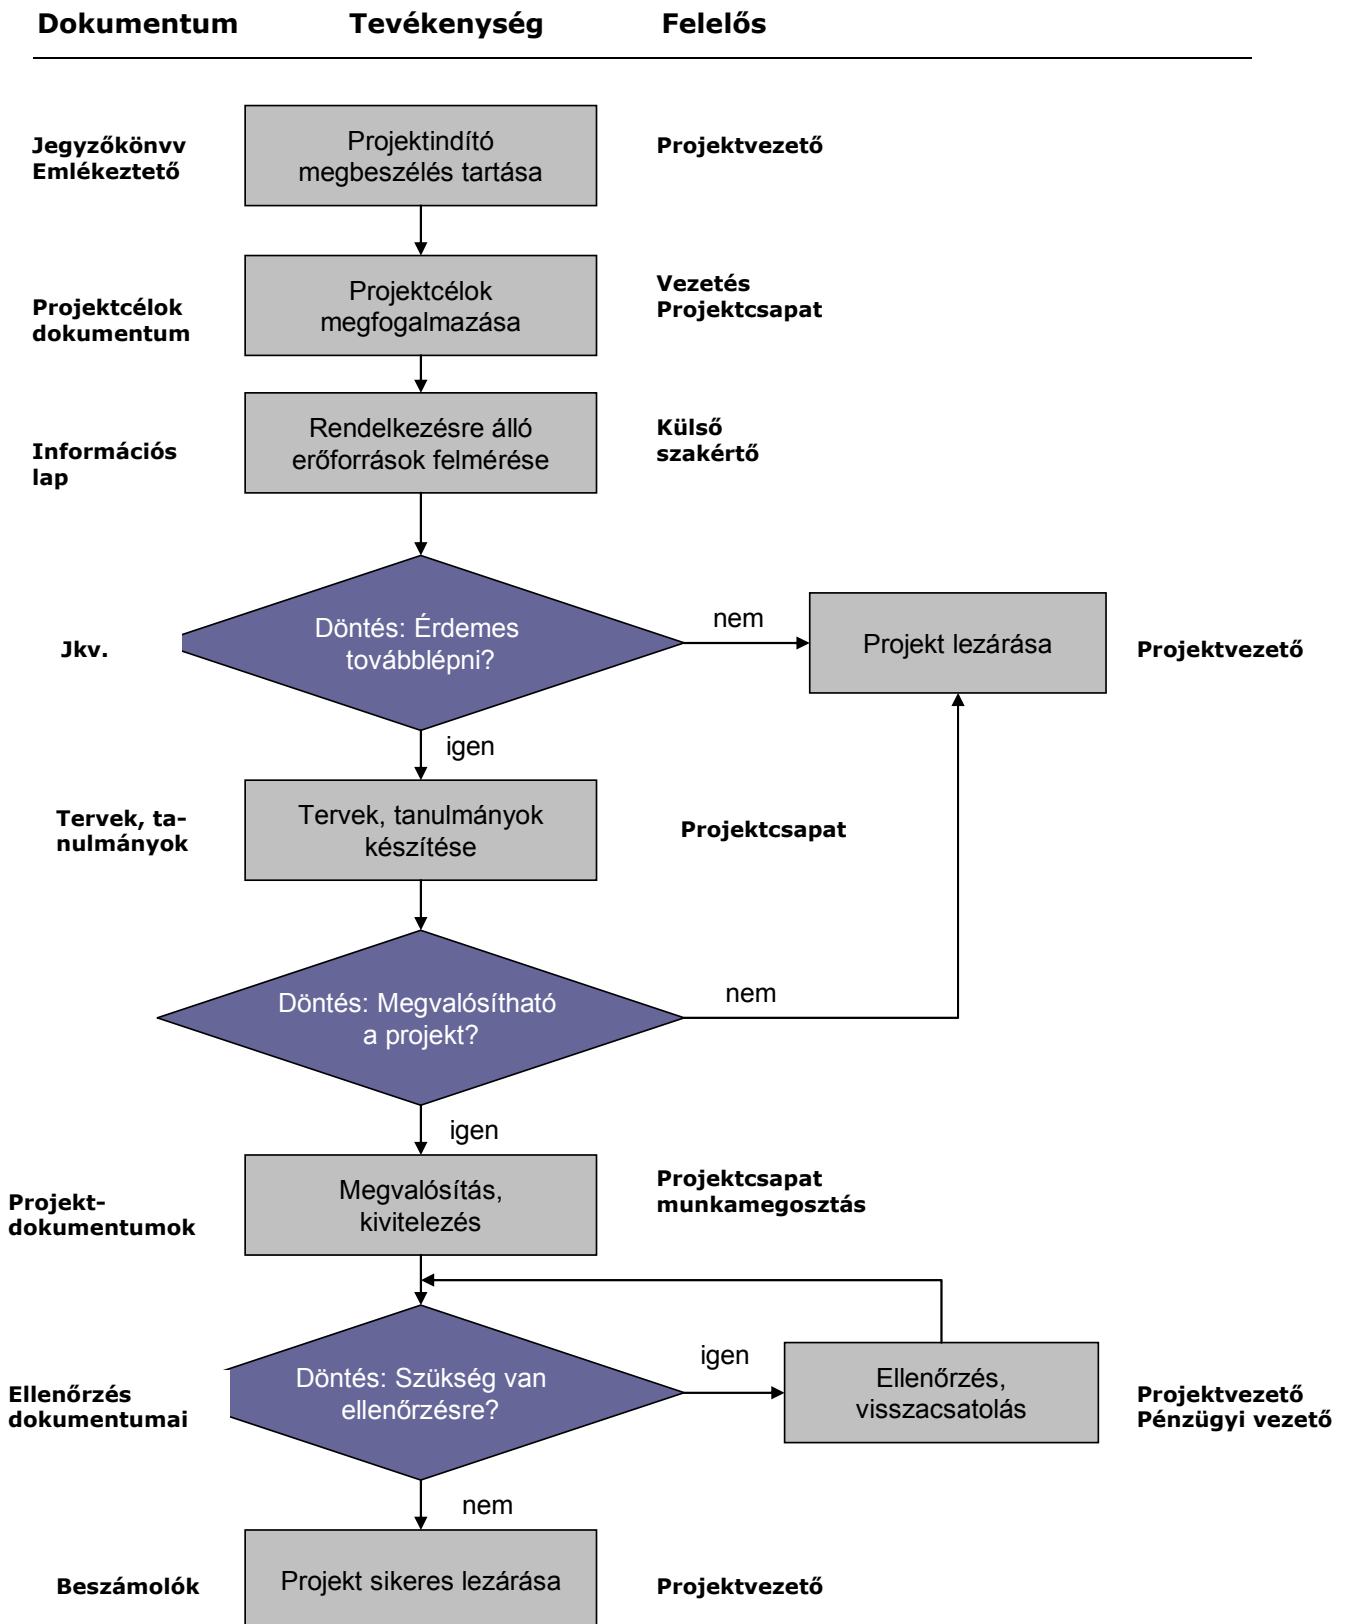 Dokumentum Tevékenység Felelős
Jegyzőkönvv
Emlékeztető
Projektindító
megbeszélés tartása
Projektvezető
Projektcélok
dokumentum
Projektcélok
megfogalmazása
Vezetés
Projektcsapat
Információs
lap
Rendelkezésre álló
erőforrások felmérése
Külső
szakértő
Jkv.
Döntés: Érdemes
továbblépni?
nem
Projekt lezárása
Projektvezető
igen
Tervek, ta-
nulmányok
Tervek, tanulmányok
készítése
Projektcsapat
Döntés: Megvalósítható
a projekt?
nem
igen
Projekt-
dokumentumok
Megvalósítás,
kivitelezés
Projektcsapat
munkamegosztás
Ellenőrzés
dokumentumai
Döntés: Szükség van
ellenőrzésre?
igen
Ellenőrzés,
visszacsatolás
Projektvezető
Pénzügyi vezető
nem
Beszámolók
Projekt sikeres lezárása
Projektvezető